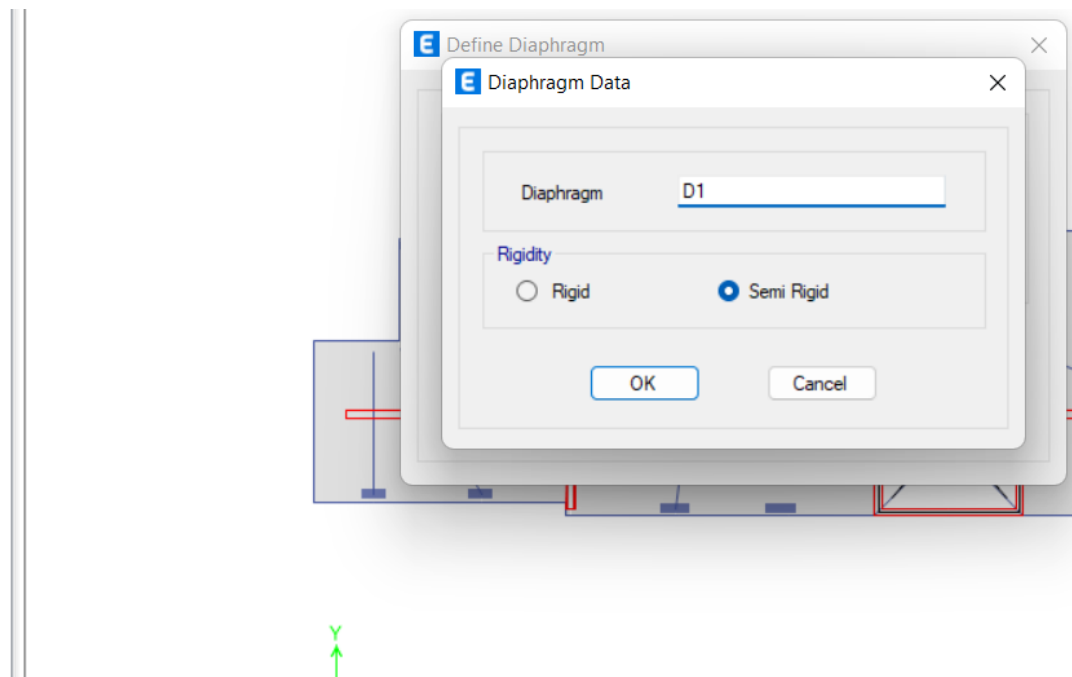 E Define Diaphragm
E Diaphragm Data
Diaphragm D1
Rigidity
Rigid Semi Rigid
OK Cancel
Y